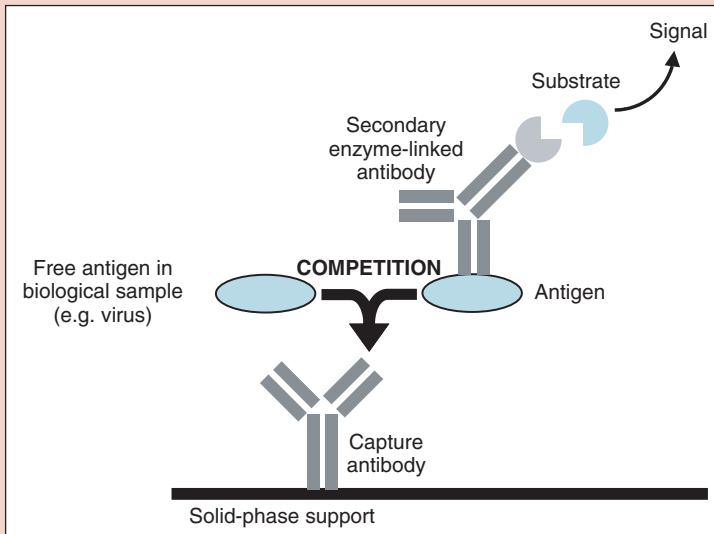 Signal
Substrate
Secondary
enzyme-linked
antibody
Free antigen in
biological sample
(e.g. virus)
COMPETITION
Antigen
Capture
antibody
Solid-phase support